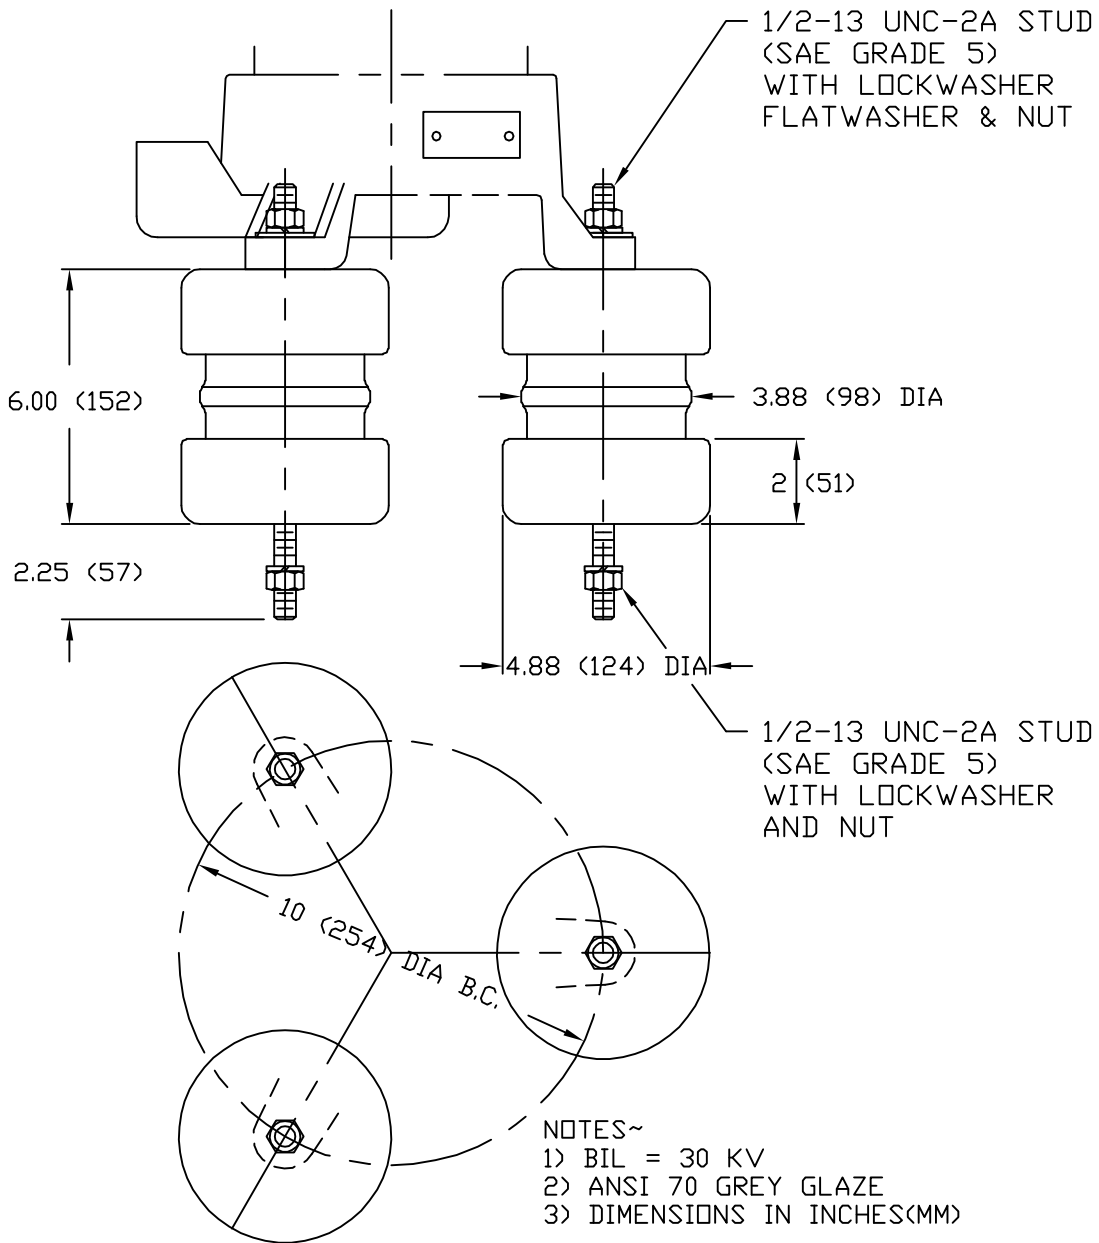 1/2-13 UNC-2A STUD
(SAE GRADE 5)
WITH LOCKWASHER
FLATWASHER & NUT
6.00 (152)
3.88 (98) DIA
2 (51)
2.25 (57)
4.88 (124) DIA
1/2-13 UNC-2A STUD
(SAE GRADE 5)
WITH LOCKWASHER
AND NUT
10 (254) DIA B.C.
NOTES~
1) BIL = 30 KV
2) ANSI 70 GREY GLAZE
3) DIMENSIONS IN INCHES(MM)